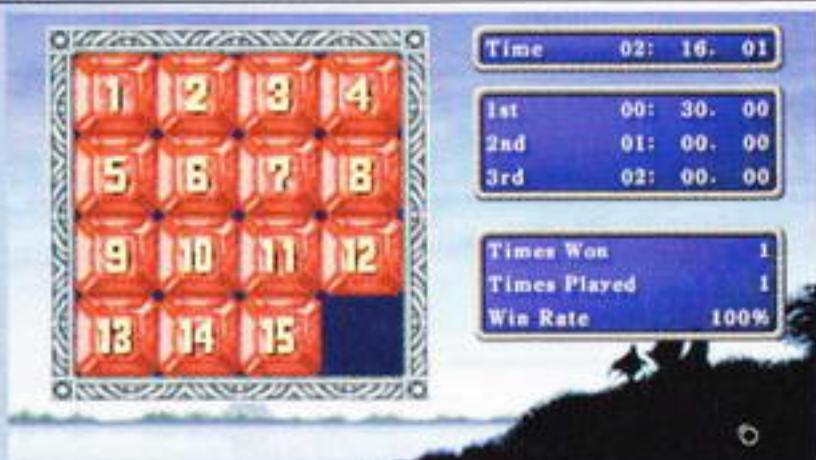 1 2 3 4
5 6 7 8
9 10 11 12
13 14 15
Time 02: 16. 01
1st 00: 30. 00
2nd 01: 00. 00
3rd 02: 00. 00
Times Won 1
Times Played 1
Win Rate 100%